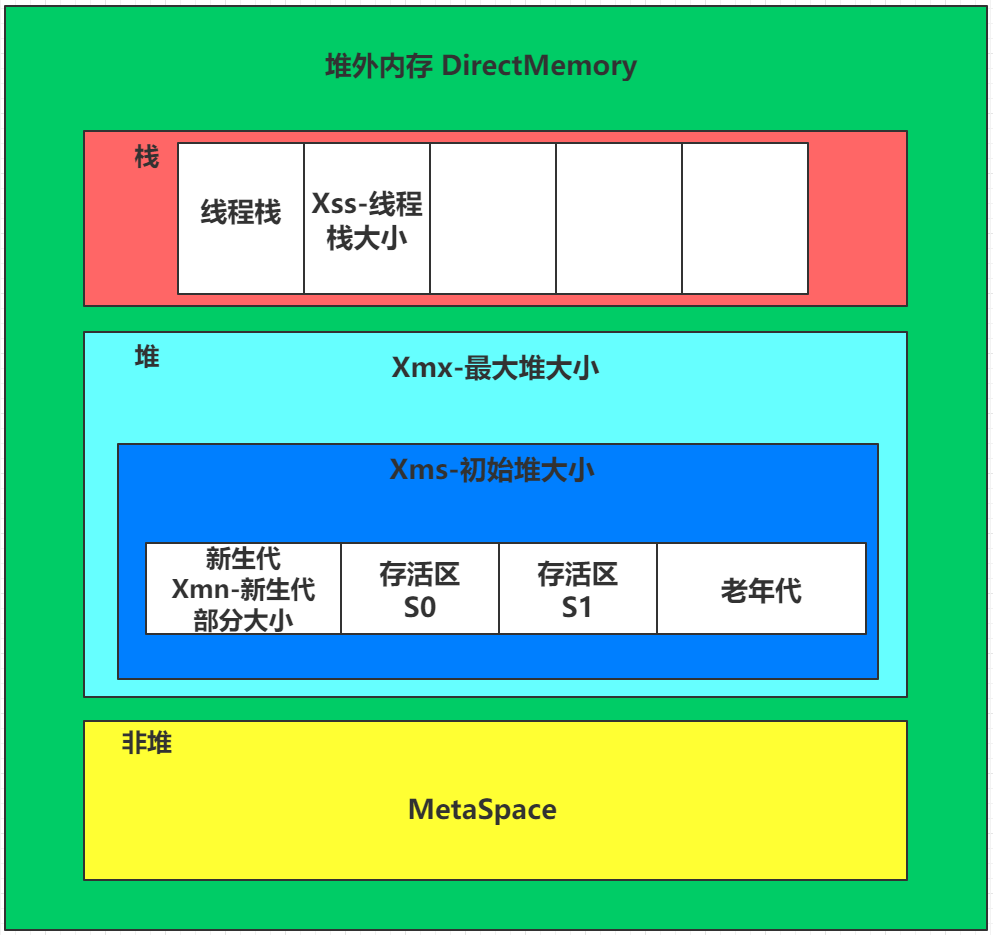 堆外内存 DirectMemory
栈
线程栈
Xss-线程
栈大小
堆
Xmx-最大堆大小
Xms-初始堆大小
新生代
Xmn-新生代
部分大小
存活区
S0
存活区
S1
老年代
非堆
MetaSpace